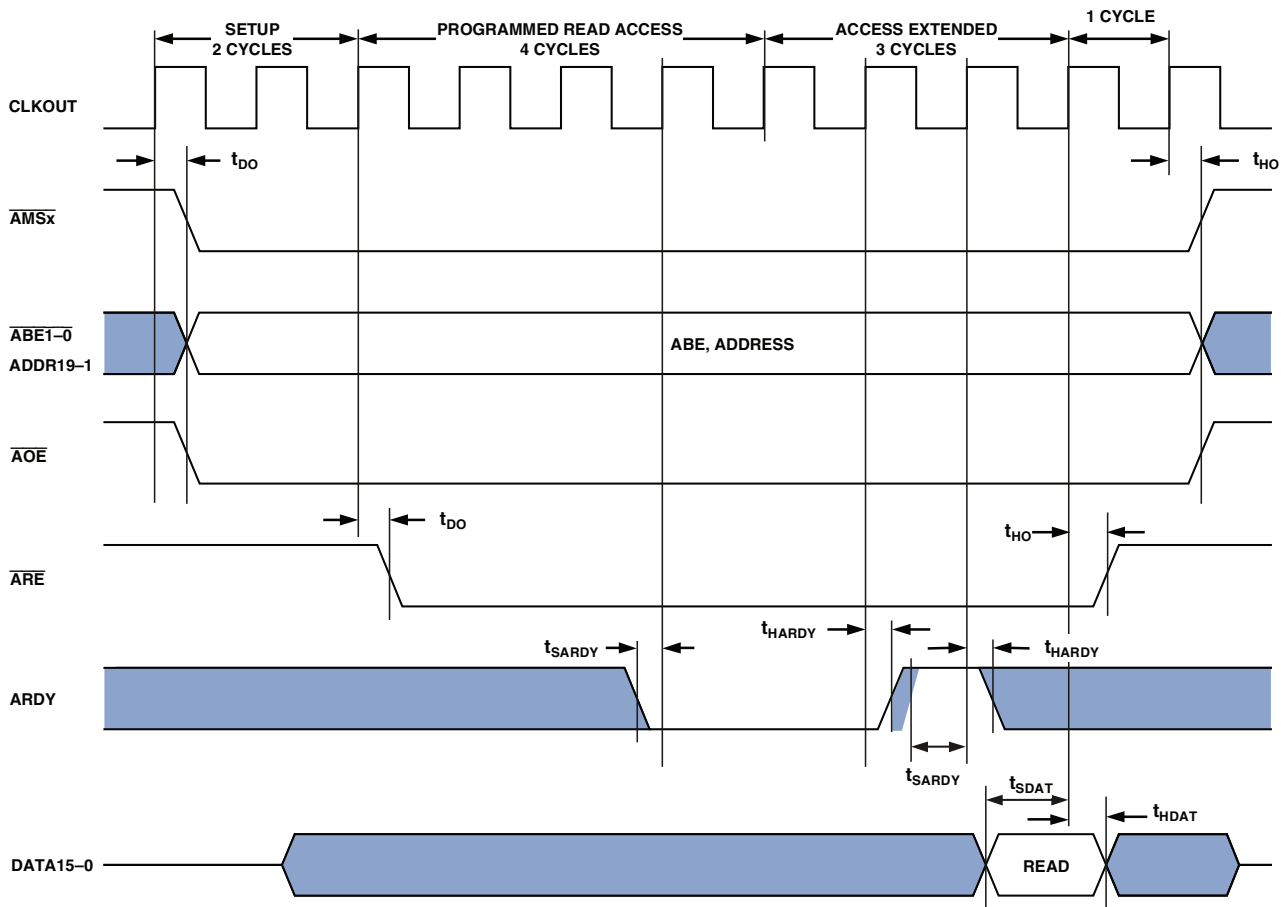 SETUP
2 CYCLES
PROGRAMMED READ ACCESS
4 CYCLES
ACCESS EXTENDED
3 CYCLES
1 CYCLE
CLKOUT
tDO
tHO
AMSx
ABE1–0
ADDR19–1
ABE, ADDRESS
AOE
tDO
tHO
ARE
tSARDY
tHARDY
tHARDY
ARDY
tSARDY
tSDAT
tHDAT
DATA15–0
READ